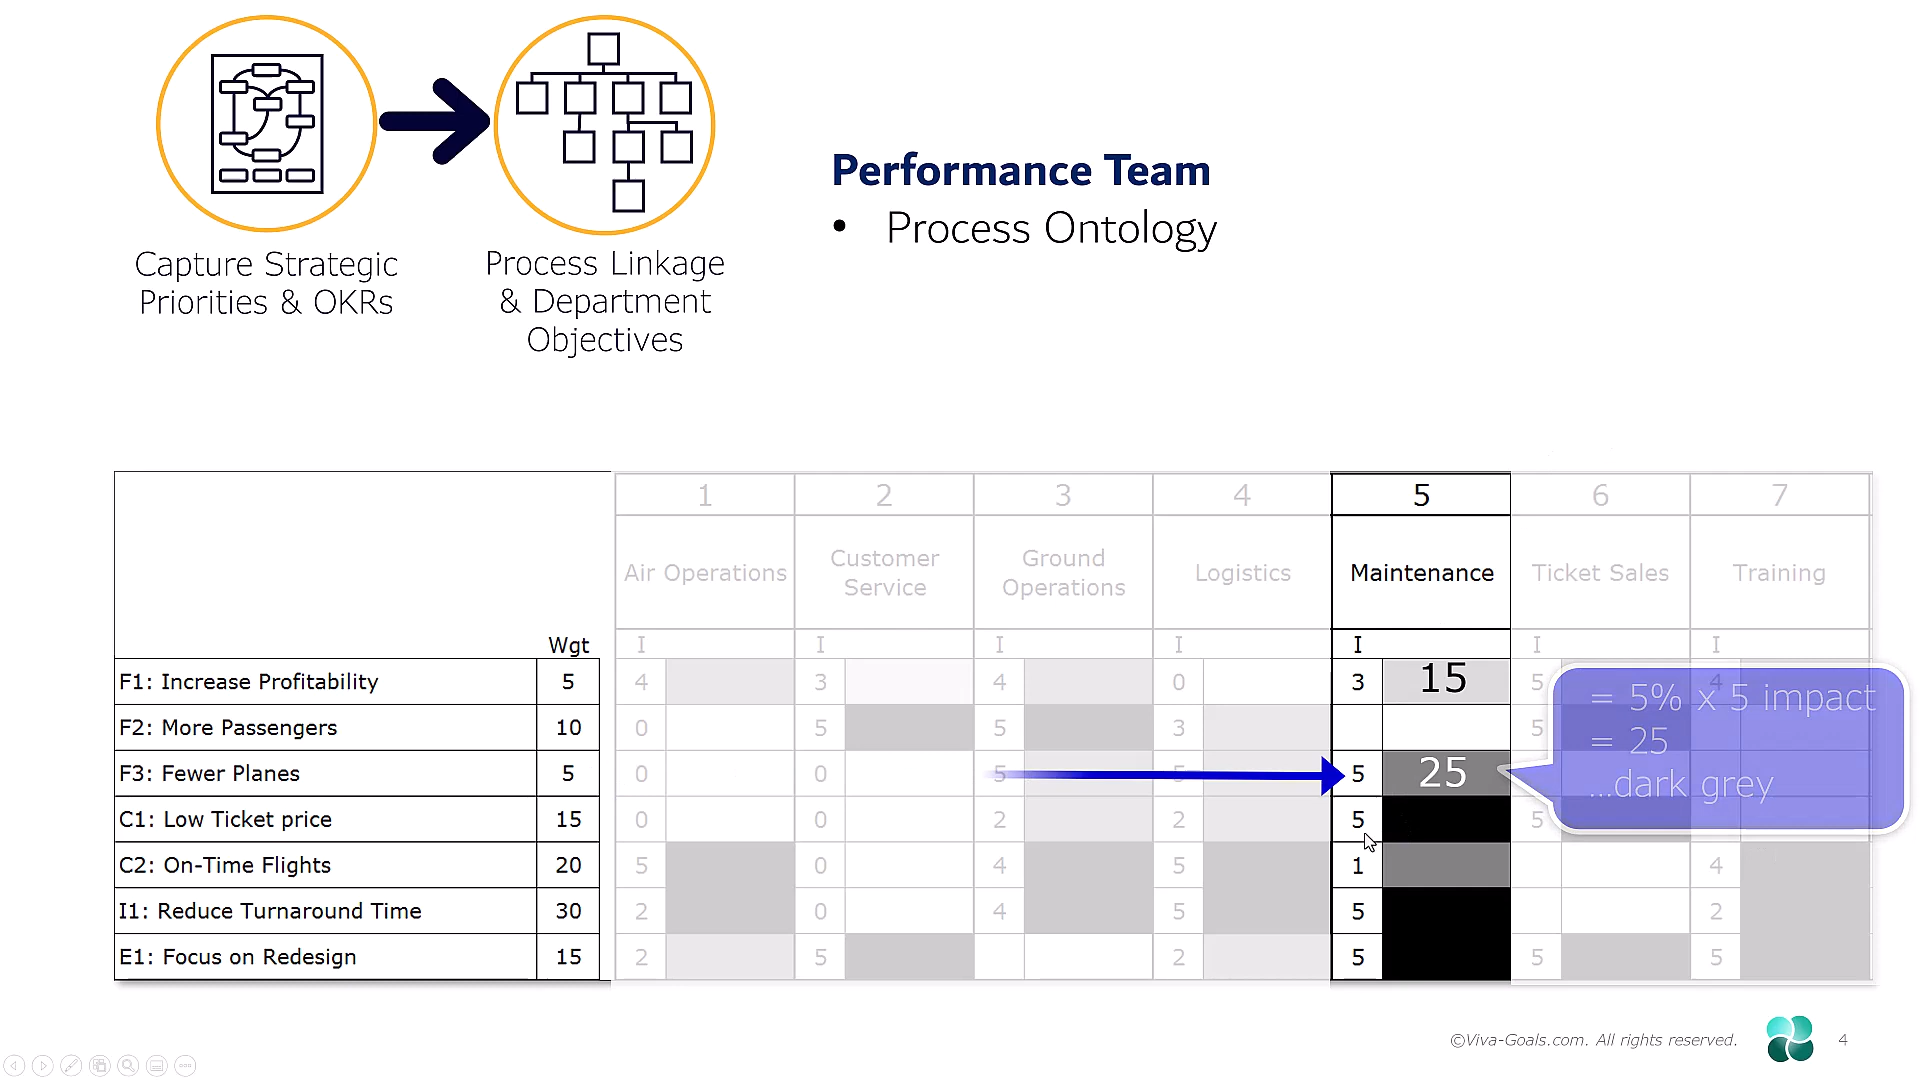 Capture Strategic
Priorities & OKRs
Process Linkage
& Department
Objectives
Performance Team
• Process Ontology
1 2 3 4 5 6 7
Air Operations Customer Service Ground Operations Logistics Maintenance Ticket Sales Training
Wgt I I I I I I I
F1: Increase Profitability 5 4 3 4 0 3 15 5 4
F2: More Passengers 10 0 5 5 3 5
F3: Fewer Planes 5 0 0 5 5 5 25
C1: Low Ticket price 15 0 0 2 2 5 5
C2: On-Time Flights 20 5 0 4 5 1 4
I1: Reduce Turnaround Time 30 2 0 4 5 5 2
E1: Focus on Redesign 15 2 5 2 5 5 5
= 5% x 5 impact
= 25
...dark grey
©Viva-Goals.com. All rights reserved. 4